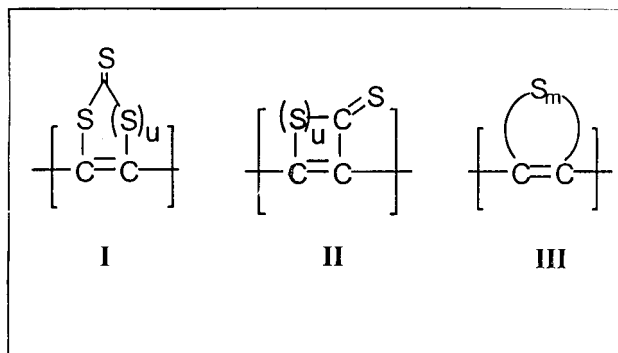 S
S (S)u
C=C
(S)u C S
C=C
Sm
C=C
I II III